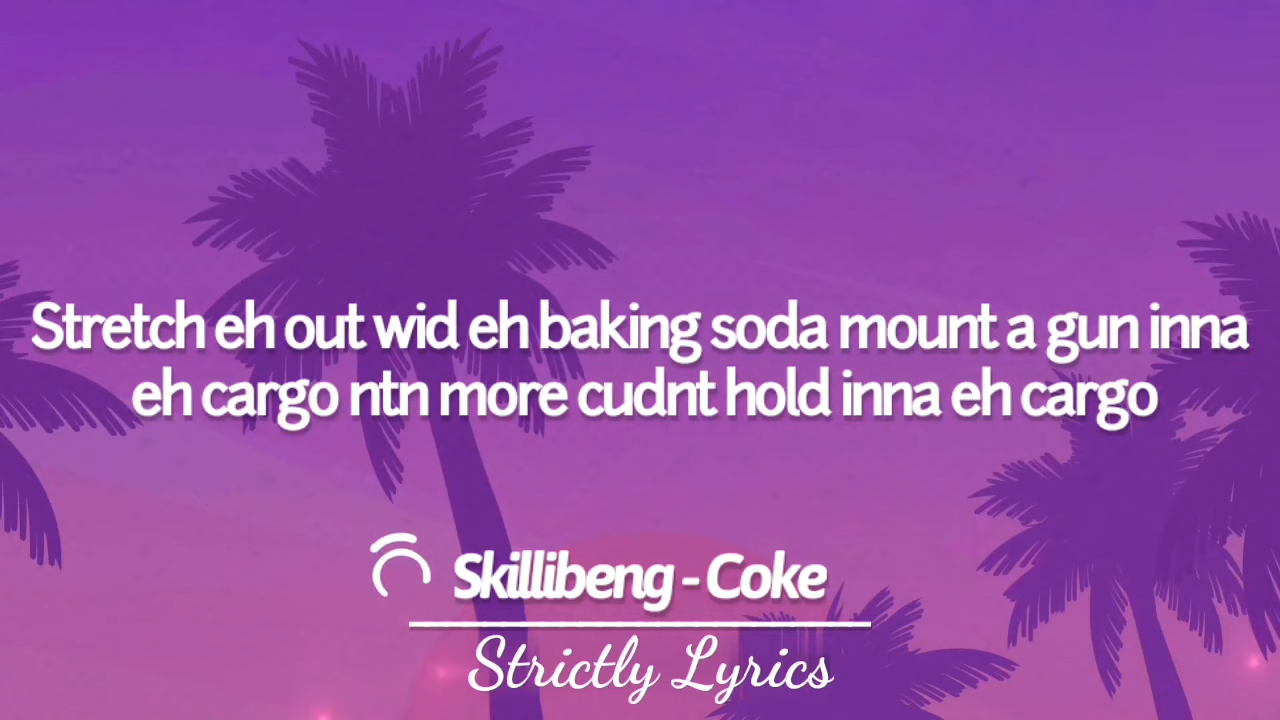 Stretch eh out wid eh baking soda mount a gun inna
eh cargo ntn more cudnt hold inna eh cargo
Skillibeng - Coke
Strictly Lyrics